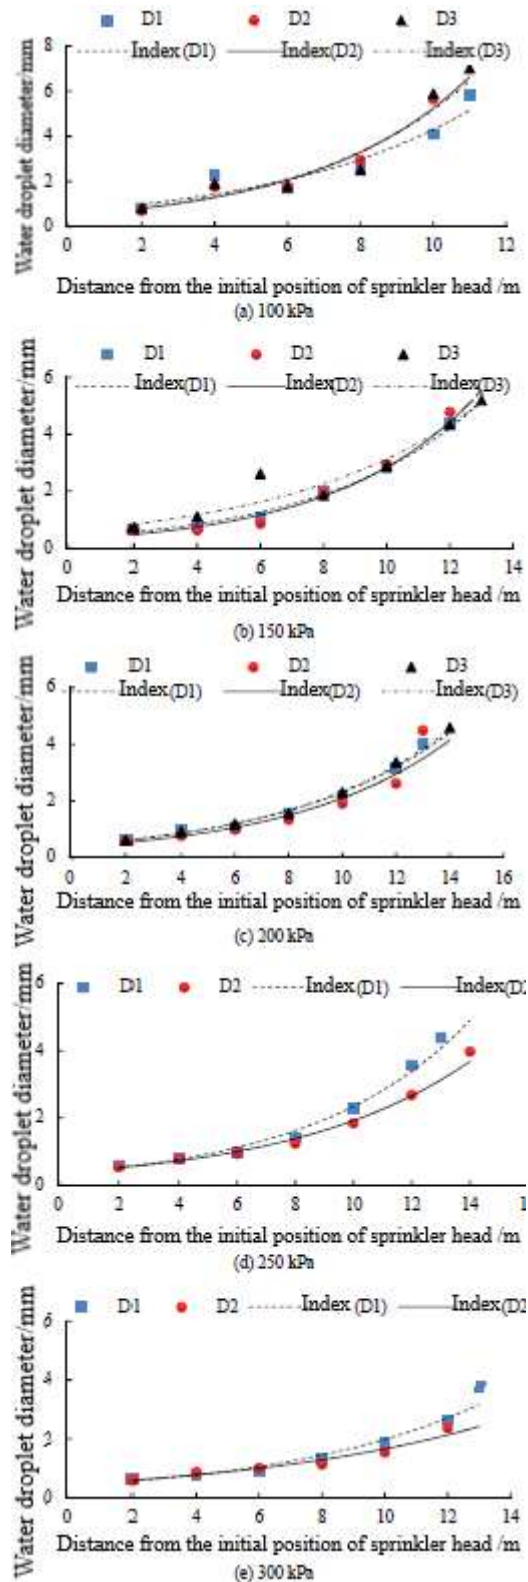 D1 D2 D3
Index(D1) Index(D2) Index(D3)
Water droplet diameter/mm
8
6
4
2
0
0 2 4 6 8 10 12 14
Distance from the initial position of sprinkler head /m
(a) 100 kPa
D1 D2 D3
Index(D1) Index(D2) Index(D3)
Water droplet diameter/mm
6
4
2
0
0 2 4 6 8 10 12 14
Distance from the initial position of sprinkler head /m
(b) 150 kPa
D1 D2 D3
Index(D1) Index(D2) Index(D3)
Water droplet diameter/mm
6
4
2
0
0 2 4 6 8 10 12 14 16
Distance from the initial position of sprinkler head /m
(c) 200 kPa
D1 D2 Index(D1) Index(D2
Water droplet diameter/mm
6
4
2
0
0 2 4 6 8 10 12 14 1
Distance from the initial position of sprinkler head /m
(d) 250 kPa
D1 D2 Index(D1) Index(D2
Water droplet diameter/mm
6
4
2
0
0 2 4 6 8 10 12 14
Distance from the initial position of sprinkler head /m
(e) 300 kPa